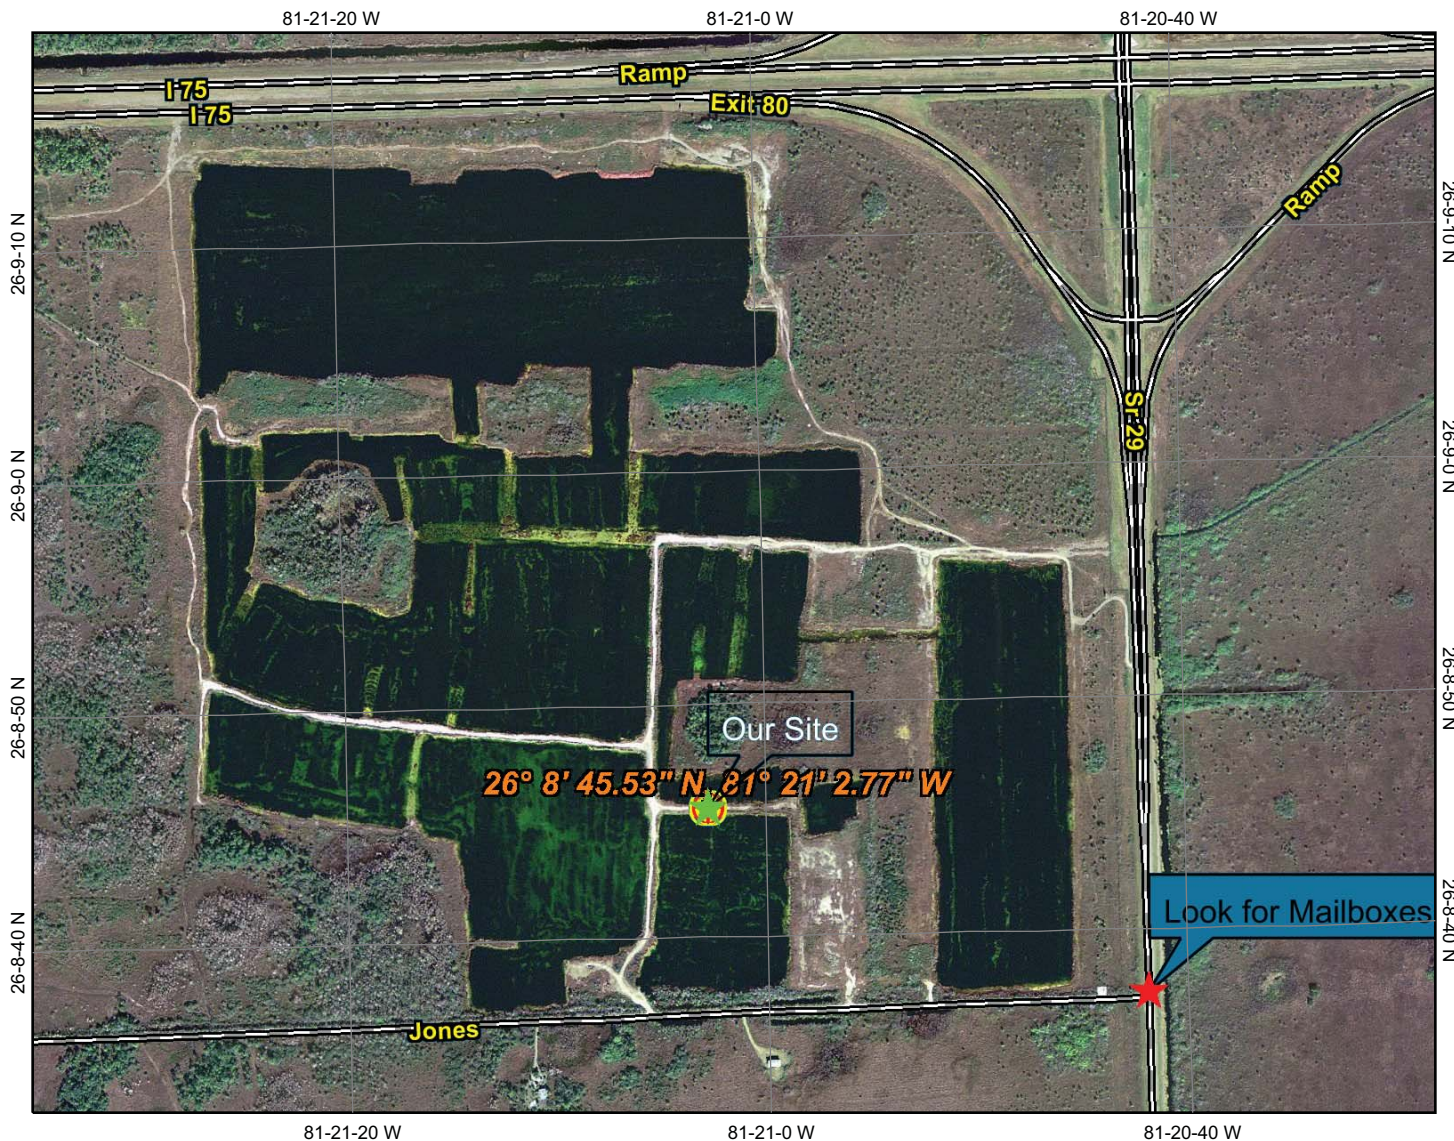 81-21-20 W
81-21-0 W
81-20-40 W
I 75
Ramp
I 75
Exit 80
Ramp
26-9-10 N
26-9-10 N
Sr 29
26-9-0 N
26-9-0 N
26-8-50 N
26-8-50 N
Our Site
26° 8' 45.53" N, 81° 21' 2.77" W
Look for Mailboxes
26-8-40 N
26-8-40 N
Jones
81-21-20 W
81-21-0 W
81-20-40 W